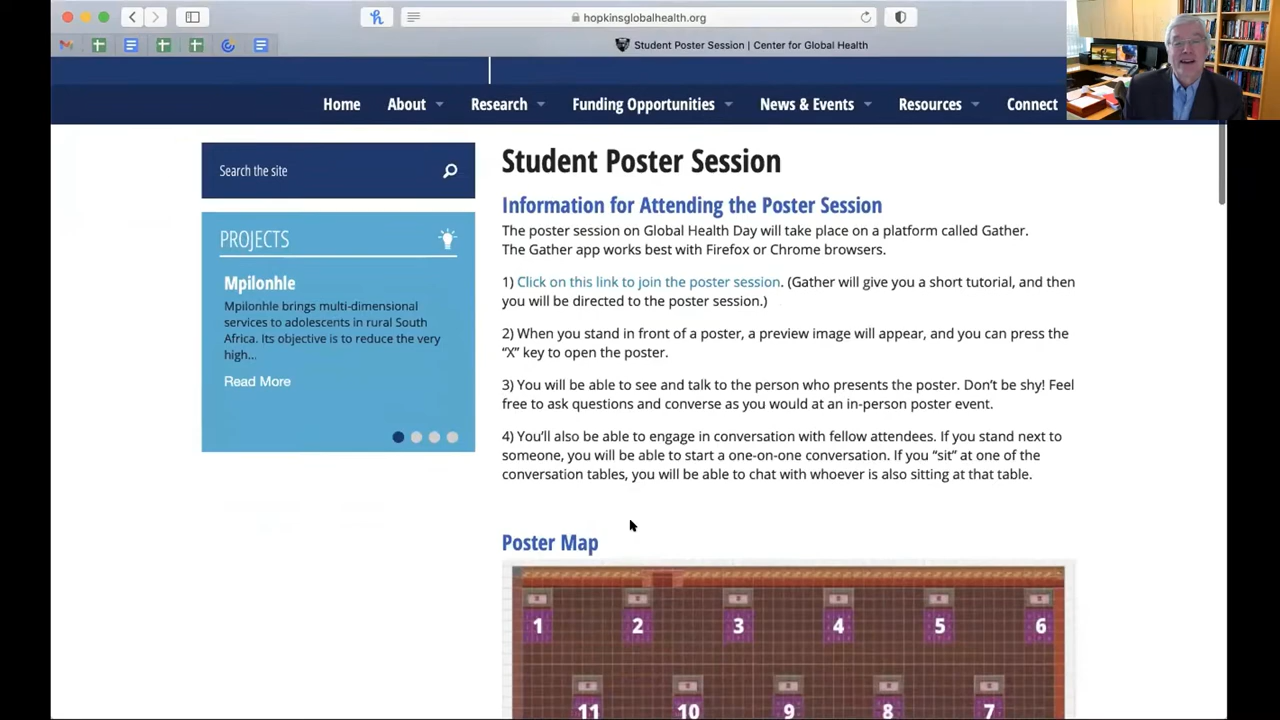 hopkinsglobalhealth.org
Student Poster Session | Center for Global Health
Home About Research Funding Opportunities News & Events Resources Connect
Search the site
PROJECTS
Mpilonhle
Mpilonhle brings multi-dimensional
services to adolescents in rural South
Africa. Its objective is to reduce the very
high...
Read More
Student Poster Session
Information for Attending the Poster Session
The poster session on Global Health Day will take place on a platform called Gather.
The Gather app works best with Firefox or Chrome browsers.
1) Click on this link to join the poster session. (Gather will give you a short tutorial, and then
you will be directed to the poster session.)
2) When you stand in front of a poster, a preview image will appear, and you can press the
“X” key to open the poster.
3) You will be able to see and talk to the person who presents the poster. Don’t be shy! Feel
free to ask questions and converse as you would at an in-person poster event.
4) You’ll also be able to engage in conversation with fellow attendees. If you stand next to
someone, you will be able to start a one-on-one conversation. If you “sit” at one of the
conversation tables, you will be able to chat with whoever is also sitting at that table.
Poster Map
1 2 3 4 5 6
11 10 9 8 7